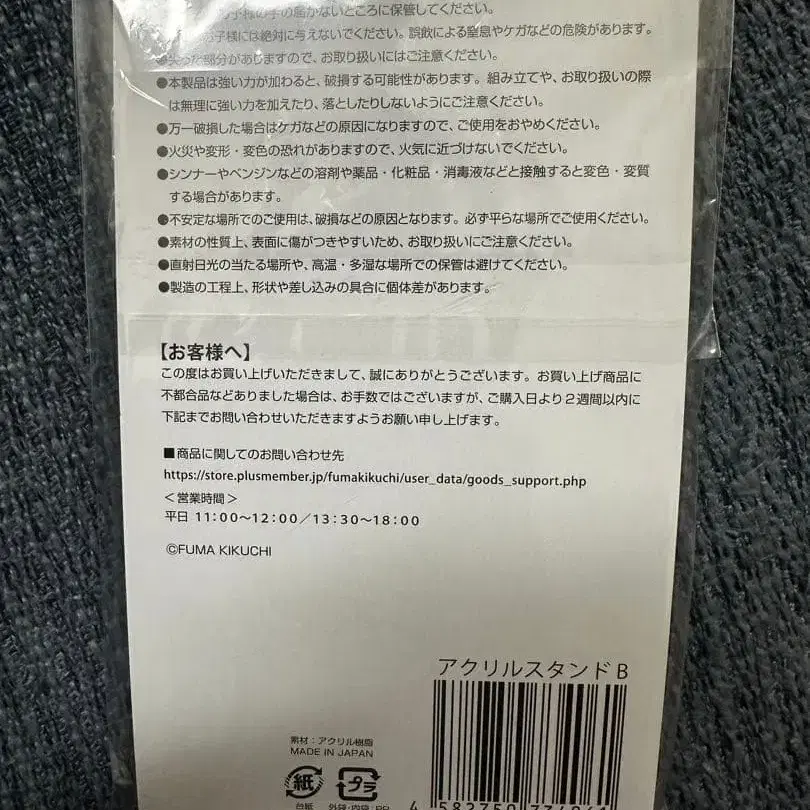 お子様の手の届かないところに保管してください。
お子様には絶対に与えないでください。誤飲による窒息やケガなどの危険があります。
●尖った部分がありますので、お取り扱いにはご注意ください。
●本製品は強い力が加わると、破損する可能性があります。組み立てや、お取り扱いの際
は無理に強い力を加えたり、落としたりしないようにご注意ください。
●万一破損した場合はケガなどの原因になりますので、ご使用をおやめください。
●火災や変形・変色の恐れがありますので、火気に近づけないでください。
●シンナーやベンジンなどの溶剤や薬品・化粧品・消毒液などと接触すると変色・変質
する場合があります。
●不安定な場所でのご使用は、破損などの原因となります。必ず平らな場所でご使用ください。
●素材の性質上、表面に傷がつきやすいため、お取り扱いにご注意ください。
●直射日光の当たる場所や、高温・多湿な場所での保管は避けてください。
●製造の工程上、形状や差し込みの具合に個体差があります。
【お客様へ】
この度はお買い上げいただきまして、誠にありがとうございます。お買い上げ商品に
不都合品などありました場合は、お手数ではございますが、ご購入日より2週間以内に
下記までお問い合わせいただきますようお願い申し上げます。
■商品に関してのお問い合わせ先
https://store.plusmember.jp/fumakikuchi/user_data/goods_support.php
＜営業時間＞
平日 11:00～12:00／13:30～18:00
©FUMA KIKUCHI
アクリルスタンドB
素材：アクリル樹脂
MADE IN JAPAN
紙
プラ
台紙
外袋・内袋